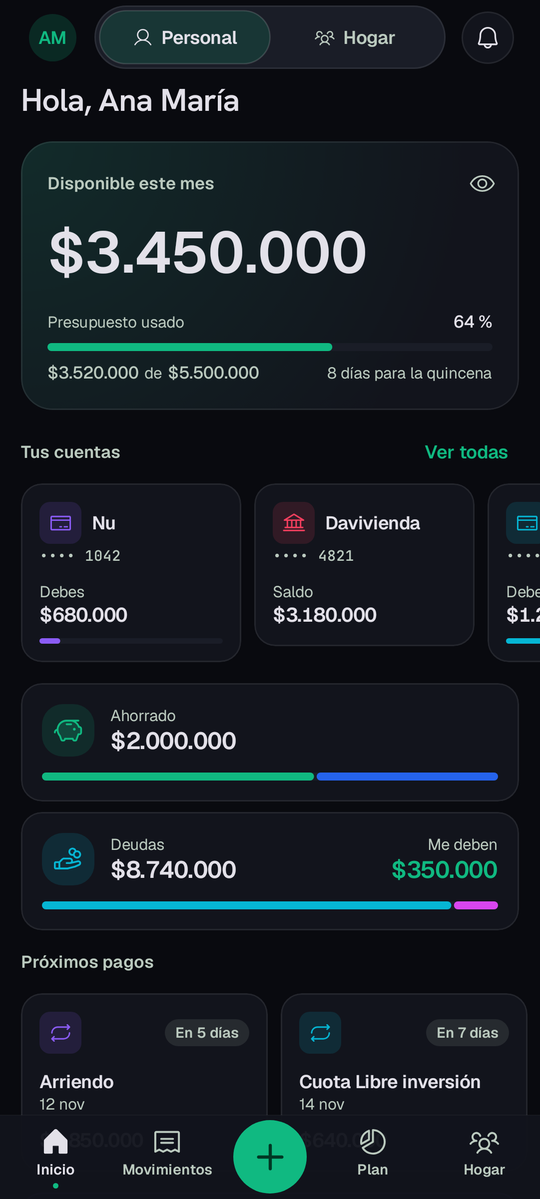 AM
Personal
Hogar
Hola, Ana María
Disponible este mes
$3.450.000
Presupuesto usado
64 %
$3.520.000 de $5.500.000
8 días para la quincena
Tus cuentas
Ver todas
Nu
•••• 1042
Debes
$680.000
Davivienda
•••• 4821
Saldo
$3.180.000
••••
Debe
$1.2
Ahorrado
$2.000.000
Deudas
$8.740.000
Me deben
$350.000
Próximos pagos
En 5 días
Arriendo
12 nov
En 7 días
Cuota Libre inversión
14 nov
Inicio
Movimientos
Plan
Hogar